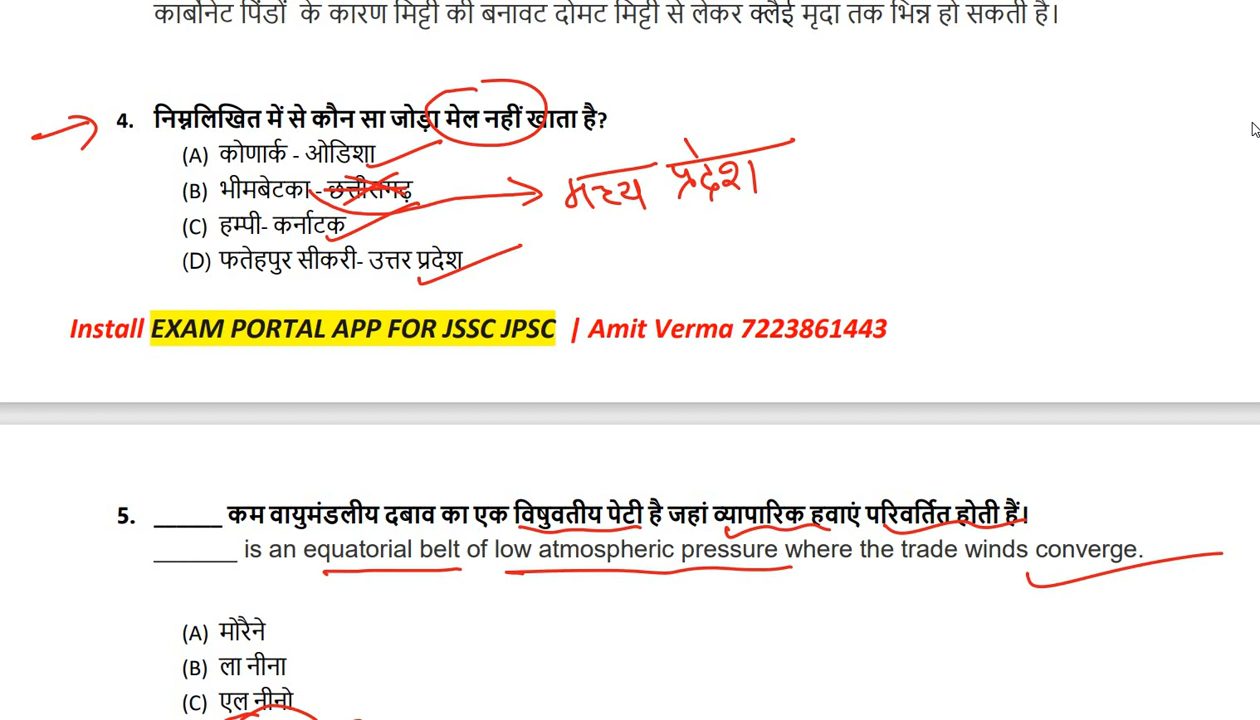 कार्बोनेट पिंडों के कारण मिट्टी की बनावट दोमट मिट्टी से लेकर क्लैई मृदा तक भिन्न हो सकती है।
4. निम्नलिखित में से कौन सा जोड़ा मेल नहीं खाता है?
(A) कोणार्क - ओडिशा
(B) भीमबेटका - छत्तीसगढ़
मध्य प्रदेश
(C) हम्पी- कर्नाटक
(D) फतेहपुर सीकरी- उत्तर प्रदेश
Install EXAM PORTAL APP FOR JSSC JPSC | Amit Verma 7223861443
5. ______ कम वायुमंडलीय दबाव का एक विषुवतीय पेटी है जहां व्यापारिक हवाएं परिवर्तित होती हैं।
_______ is an equatorial belt of low atmospheric pressure where the trade winds converge.
(A) मोरैने
(B) ला नीना
(C) एल नीनो